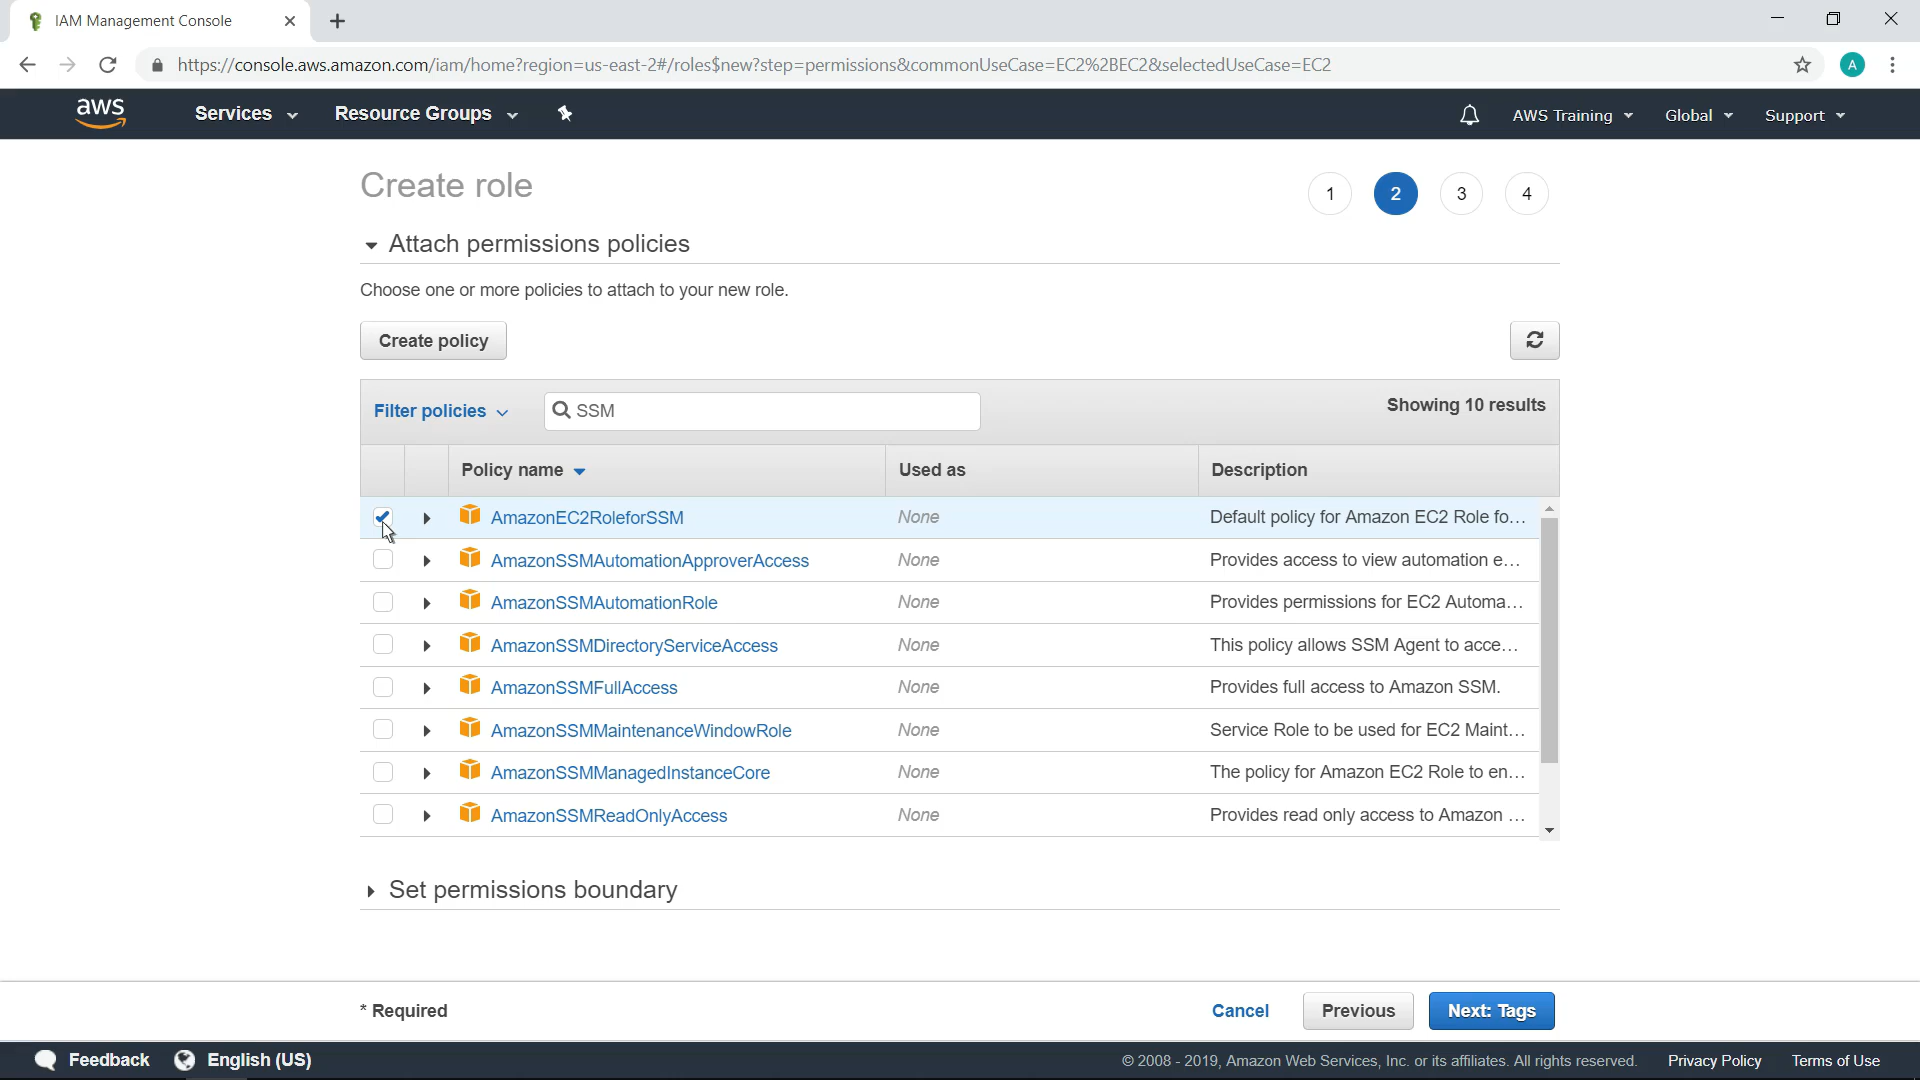 IAM Management Console
https://console.aws.amazon.com/iam/home?region=us-east-2#/roles$new?step=permissions&commonUseCase=EC2%2BEC2&selectedUseCase=EC2
A
aws
Services
Resource Groups
AWS Training
Global
Support
Create role
1
2
3
4
Attach permissions policies
Choose one or more policies to attach to your new role.
Create policy
Filter policies
SSM
Showing 10 results
Policy name
Used as
Description
AmazonEC2RoleforSSM
None
Default policy for Amazon EC2 Role fo...
AmazonSSMAutomationApproverAccess
None
Provides access to view automation e...
AmazonSSMAutomationRole
None
Provides permissions for EC2 Automa...
AmazonSSMDirectoryServiceAccess
None
This policy allows SSM Agent to acce...
AmazonSSMFullAccess
None
Provides full access to Amazon SSM.
AmazonSSMMaintenanceWindowRole
None
Service Role to be used for EC2 Maint...
AmazonSSMManagedInstanceCore
None
The policy for Amazon EC2 Role to en...
AmazonSSMReadOnlyAccess
None
Provides read only access to Amazon ...
Set permissions boundary
* Required
Cancel
Previous
Next: Tags
Feedback
English (US)
© 2008 - 2019, Amazon Web Services, Inc. or its affiliates. All rights reserved.
Privacy Policy
Terms of Use